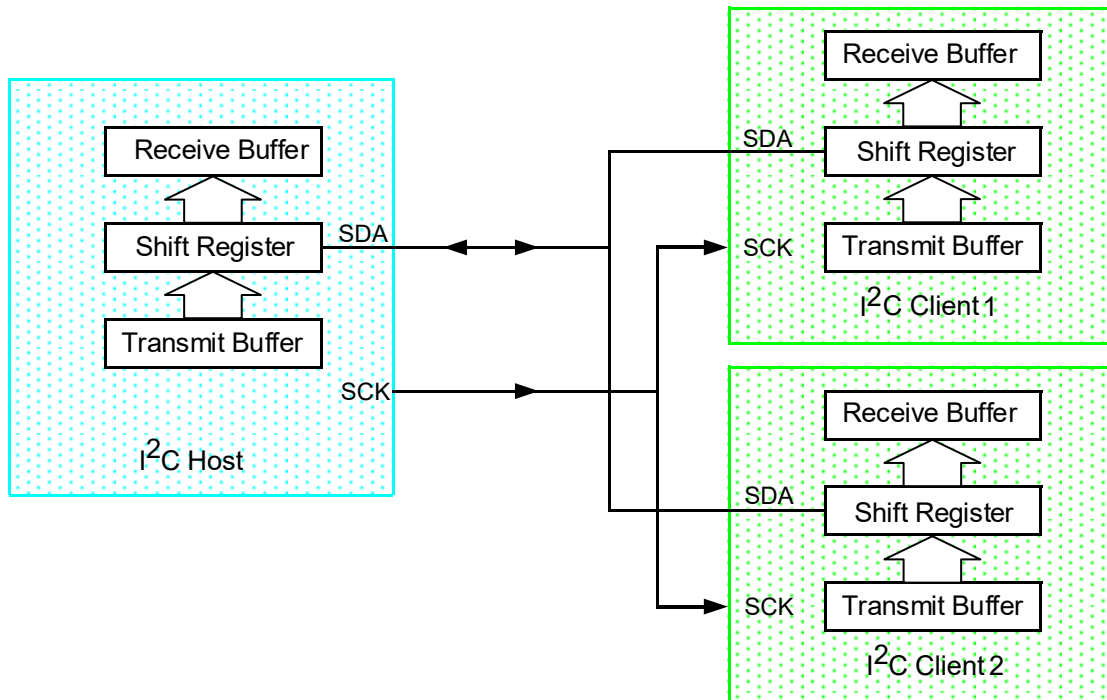 Receive Buffer
Shift Register
SDA
Transmit Buffer
SCK
I²C Host
Receive Buffer
SDA
Shift Register
SCK
Transmit Buffer
I²C Client 1
Receive Buffer
SDA
Shift Register
SCK
Transmit Buffer
I²C Client 2